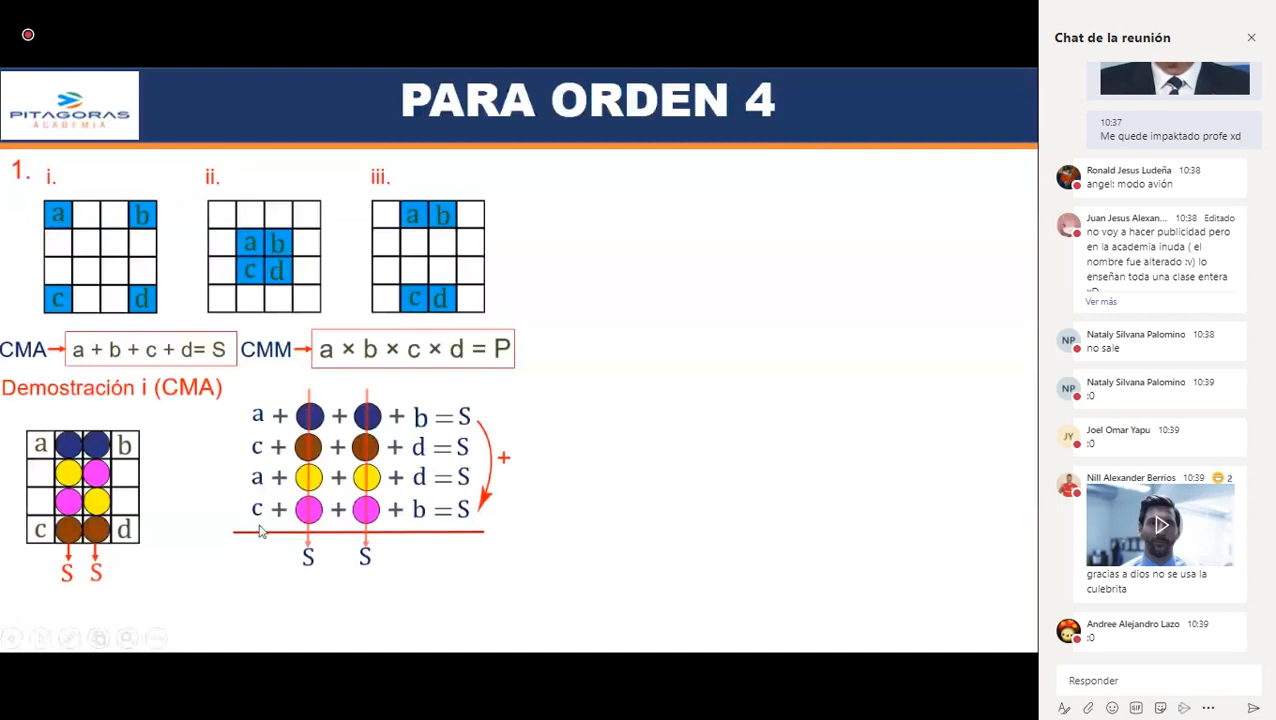 PITAGORAS
ACADEMIA
PARA ORDEN 4
1.
i.
ii.
iii.
a b
c d
a b
c d
a b
c d
CMA → a + b + c + d= S
CMM → a × b × c × d = P
Demostración i (CMA)
a b
c d
S S
a + + + b = S
c + + + d = S
a + + + d = S
c + + + b = S
+
S S
Chat de la reunión
10:37
Me quede impaktado profe xd
Ronald Jesus Ludeña 10:38
angel: modo avión
Juan Jesus Alexan... 10:38 Editado
no voy a hacer publicidad pero
en la academía inuda ( el
nombre fue alterado :v) lo
enseñan toda una clase entera
Ver más
NP
Nataly Silvana Palomino 10:38
no sale
NP
Nataly Silvana Palomino 10:39
:0
JY
Joel Omar Yapu 10:39
:0
Nill Alexander Berrios 10:39 2
gracias a dios no se usa la
culebrita
Andree Alejandro Lazo 10:39
:0
Responder
GIF